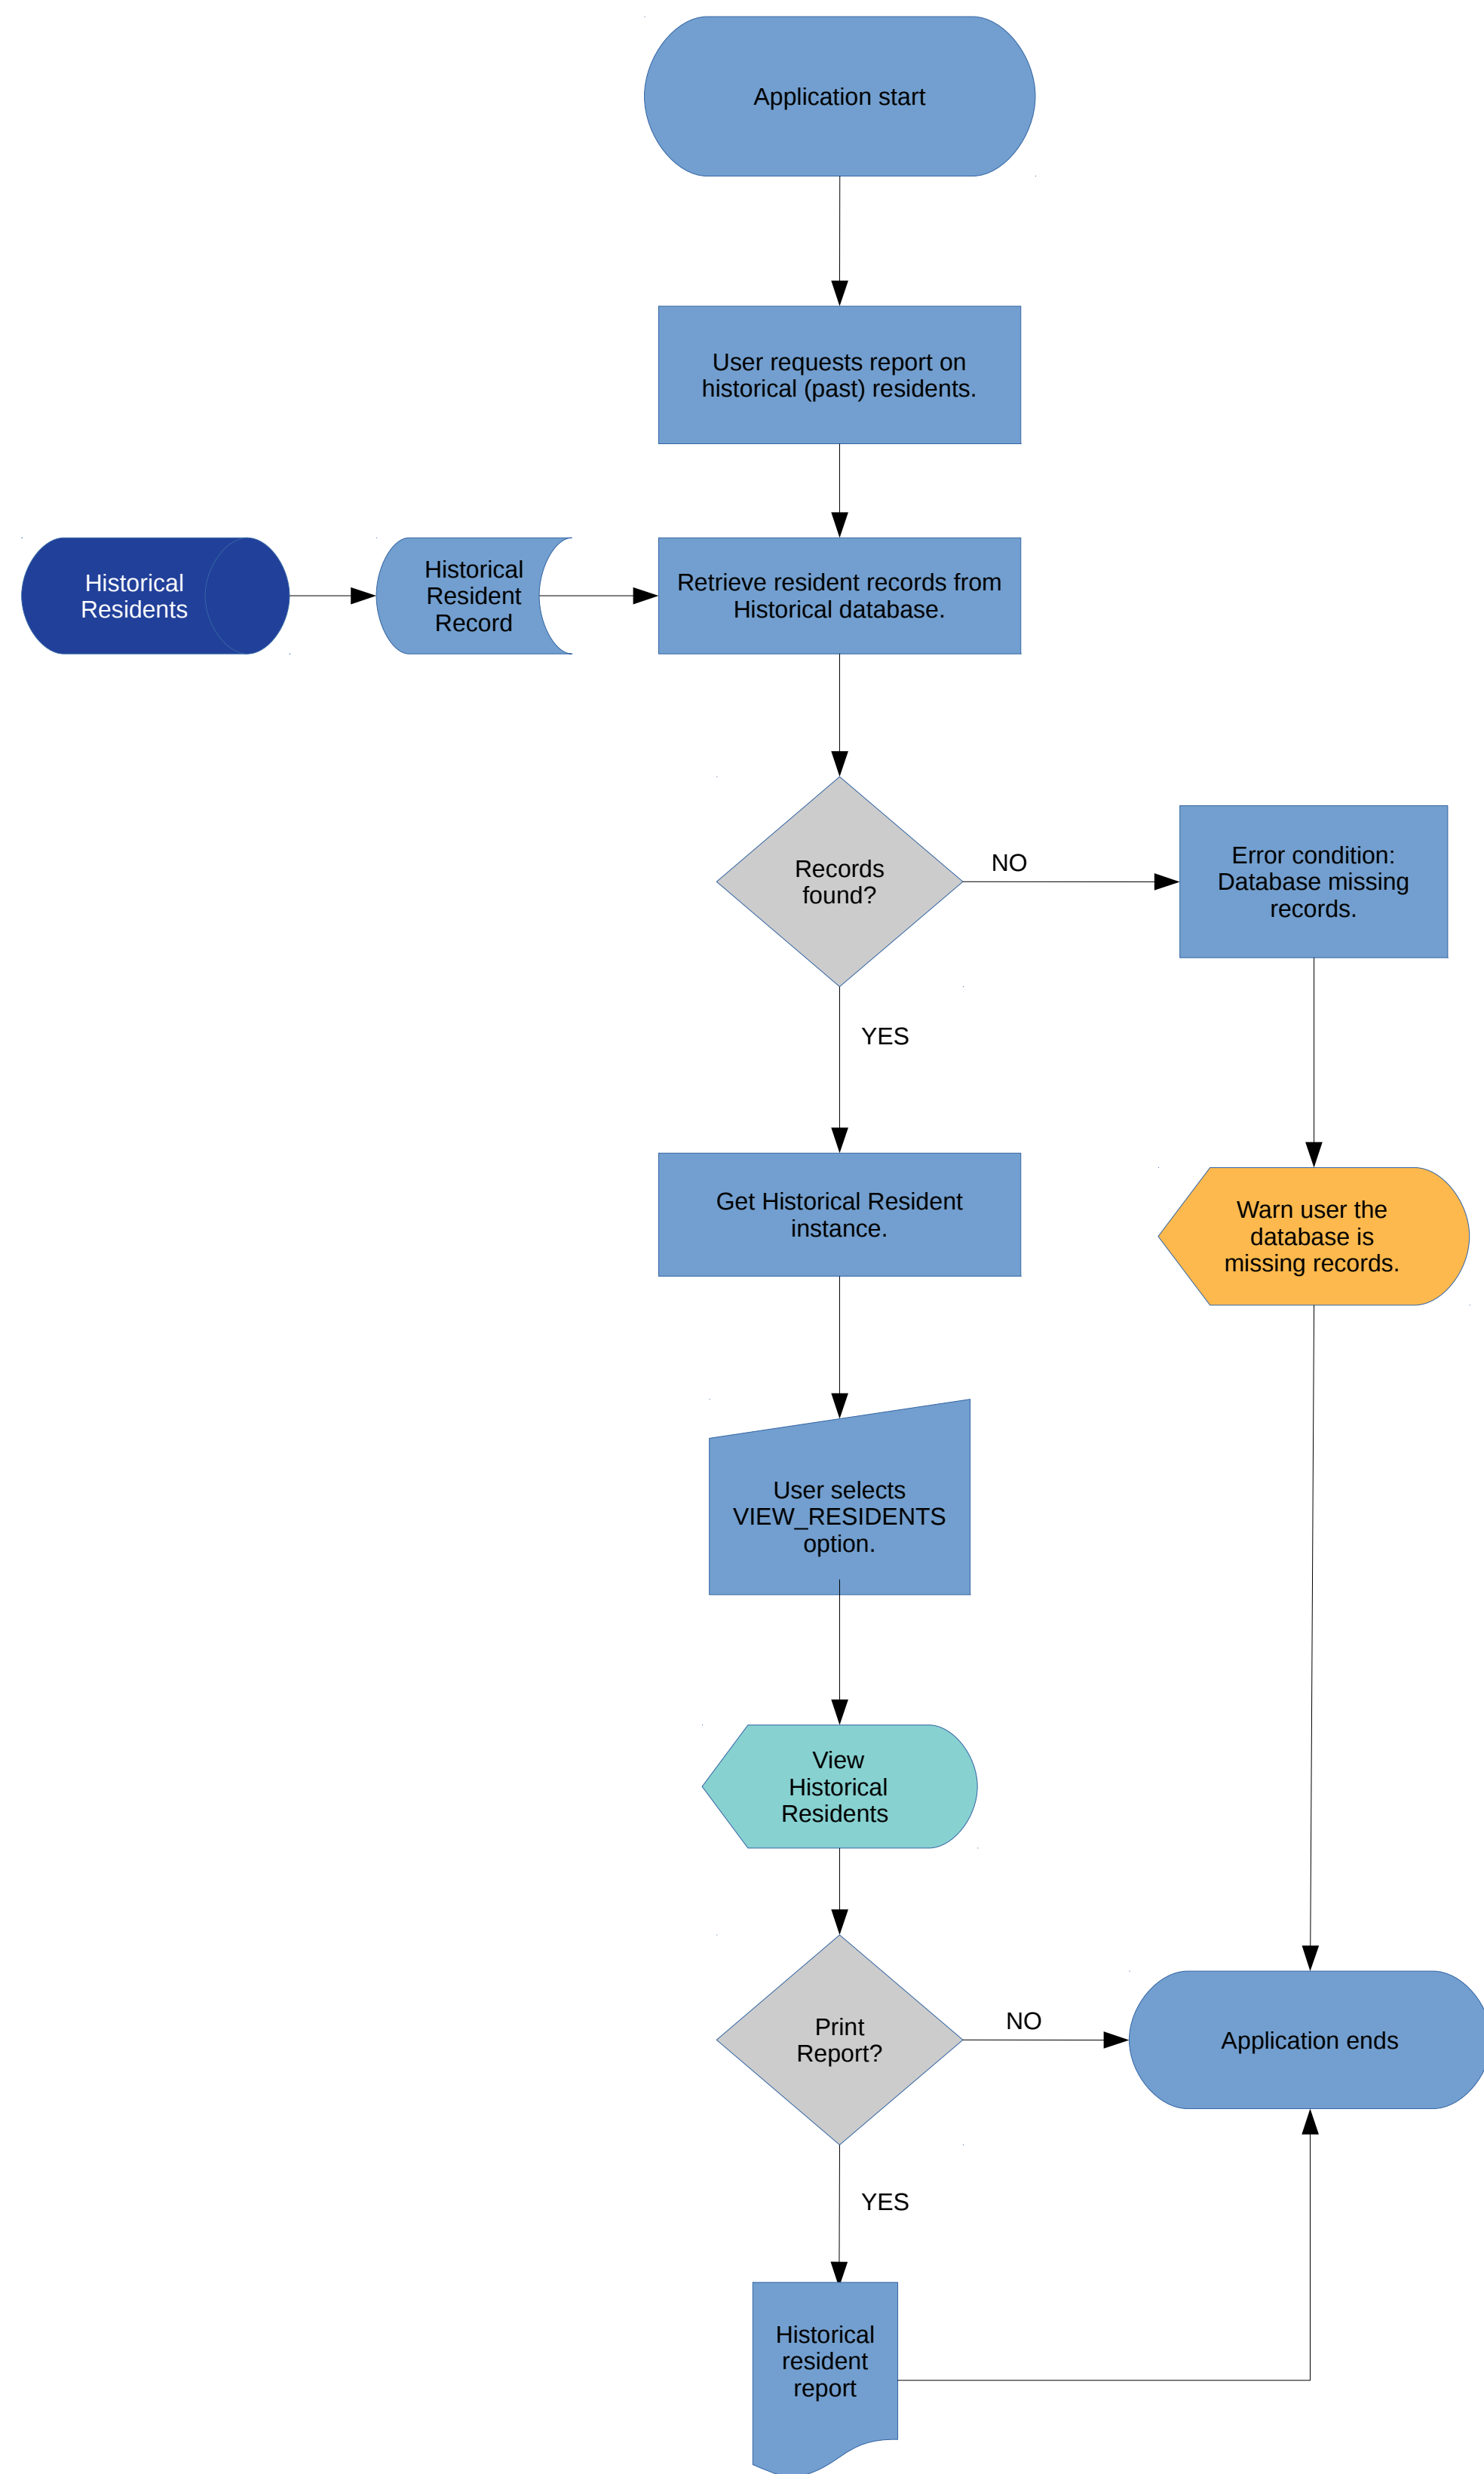 Application start
User requests report on
historical (past) residents.
Historical
Residents
Historical
Resident
Record
Retrieve resident records from
Historical database.
Records
found?
NO
Error condition:
Database missing
records.
YES
Get Historical Resident
instance.
Warn user the
database is
missing records.
User selects
VIEW_RESIDENTS
option.
View
Historical
Residents
Print
Report?
NO
Application ends
YES
Historical
resident
report